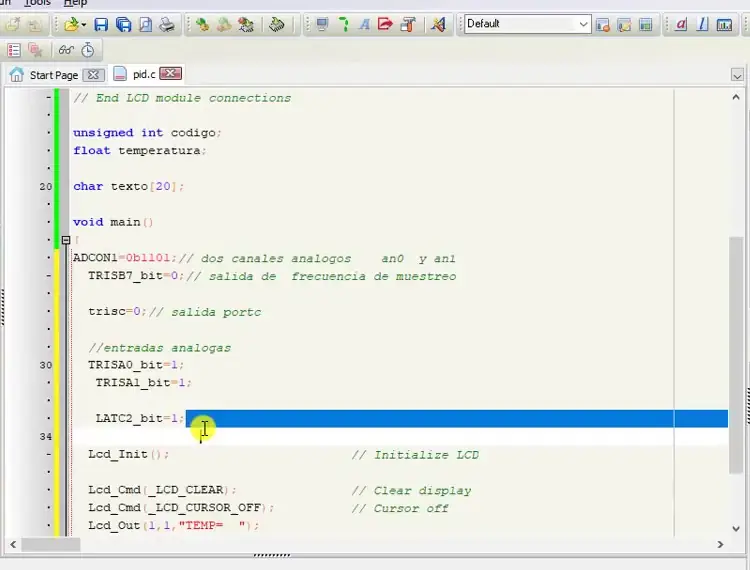 Tools
Help
Default
Start Page
pid.c
// End LCD module connections
unsigned int codigo;
float temperatura;
20
char texto[20];
void main()
{
ADCON1=0b1101;// dos canales analogos an0 y an1
TRISB7_bit=0;// salida de frecuencia de muestreo
trisc=0;// salida portc
//entradas analogas
30
TRISA0_bit=1;
TRISA1_bit=1;
LATC2_bit=1;
34
Lcd_Init(); // Initialize LCD
Lcd_Cmd(_LCD_CLEAR); // Clear display
Lcd_Cmd(_LCD_CURSOR_OFF); // Cursor off
Lcd_Out(1,1,"TEMP=  ");